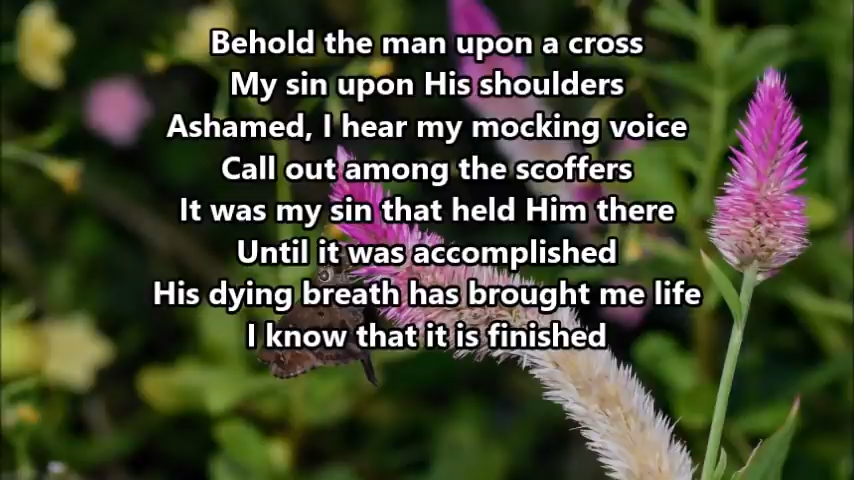 Behold the man upon a cross
My sin upon His shoulders
Ashamed, I hear my mocking voice
Call out among the scoffers
It was my sin that held Him there
Until it was accomplished
His dying breath has brought me life
I know that it is finished